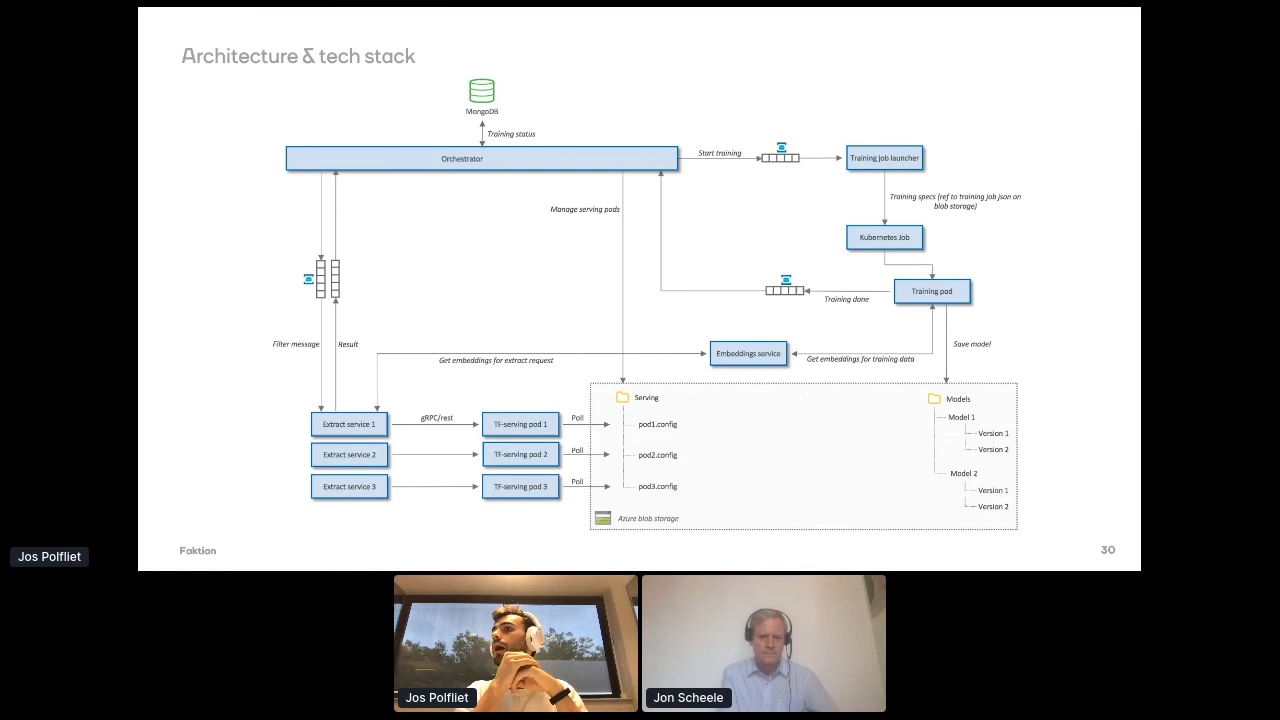 Architecture & tech stack
MongoDB
Training status
Orchestrator
Start training
Training job launcher
Manage serving pods
Training specs (ref to training job json on
blob storage)
Kubernetes Job
Training pod
Training done
Filter message
Result
Get embeddings for extract request
Embeddings service
Get embeddings for training data
Save model
Serving
Models
Extract service 1
gRPC/rest
TF-serving pod 1
Poll
pod1.config
Model 1
Version 1
Version 2
Extract service 2
TF-serving pod 2
Poll
pod2.config
Model 2
Extract service 3
TF-serving pod 3
Poll
pod3.config
Version 1
Version 2
Azure blob storage
Faktion
30
Jos Polfliet
Jos Polfliet
Jon Scheele